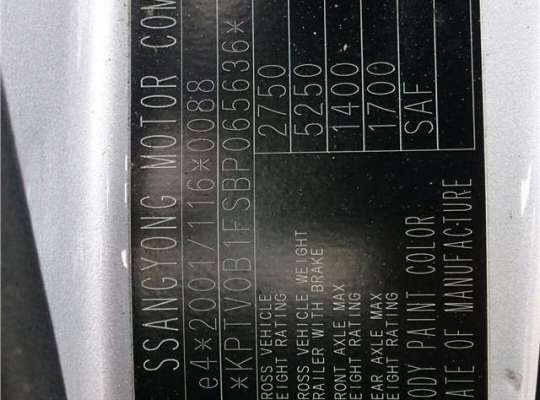 SSANGYONG MOTOR COM
e4*2001/116*0088
*KPTV0B1FSBP065636*
ROSS VEHICLE
EIGHT RATING 2750
ROSS VEHICLE WEIGHT
RAILER WITH BRAKE 5250
RONT AXLE MAX
EIGHT RATING 1400
EAR AXLE MAX
EIGHT RATING 1700
ODY PAINT COLOR SAF
ATE OF MANUFACTURE